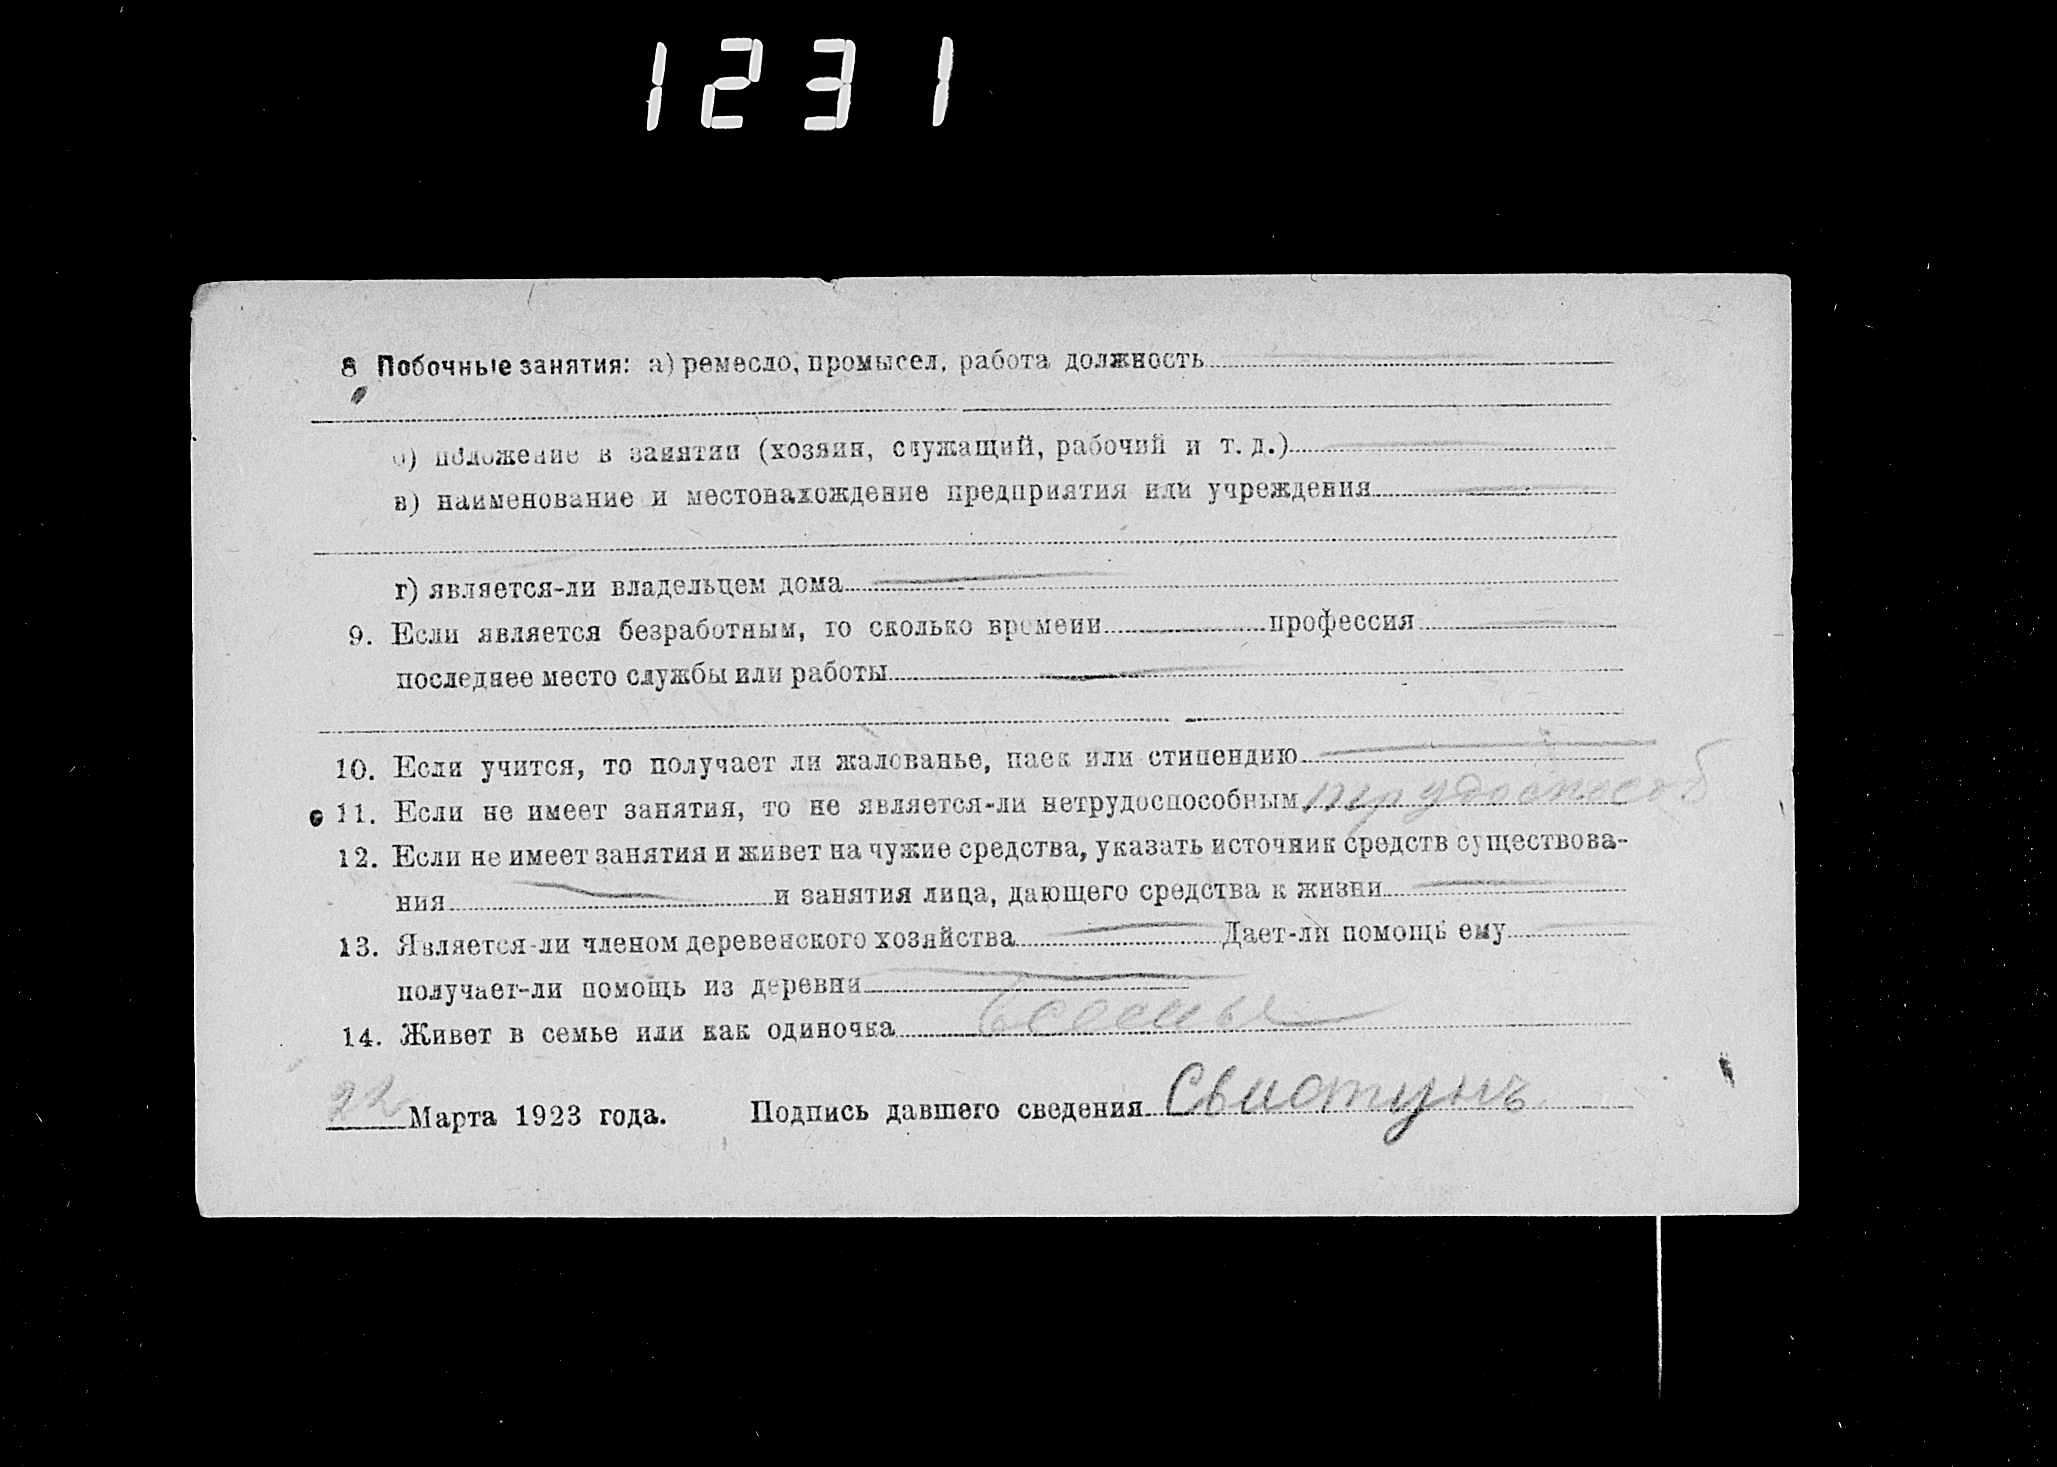 1231
8 Побочные занятия: а) ремесло, промысел, работа должность
б) положение в занятии (хозяин, служащий, рабочий и т. д.)
в) наименование и местонахождение предприятия или учреждения
г) является-ли владельцем дома
9. Если является безработным, то сколько времени профессия
последнее место службы или работы
10. Если учится, то получает ли жалованье, паек или стипендию
11. Если не имеет занятия, то не является-ли нетрудоспособным трудоспособ
12. Если не имеет занятия и живет на чужие средства, указать источник средств существова-
ния и занятия лица, дающего средства к жизни
13. Является-ли членом деревенского хозяйства Дает-ли помощь ему
получает-ли помощь из деревни
14. Живет в семье или как одиночка в семье
22 Марта 1923 года. Подпись давшего сведения Свистунъ